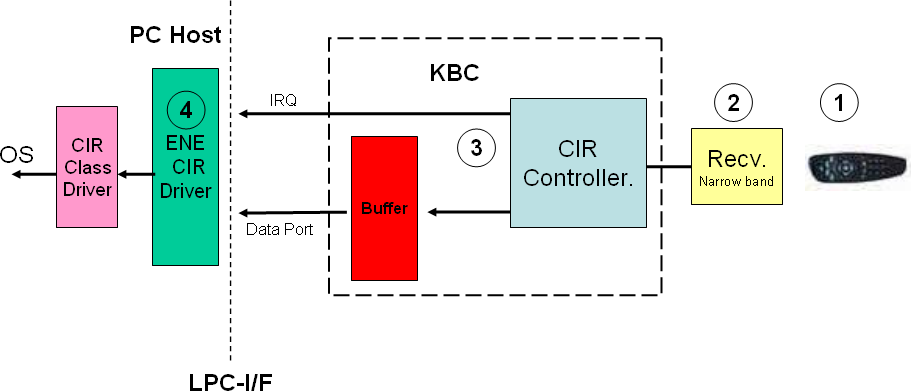 PC Host
KBC
IRQ
4
ENE
CIR
Driver
OS
CIR
Class
Driver
3
CIR
Controller.
2
1
Recv.
Narrow band
Buffer
Data Port
LPC-I/F